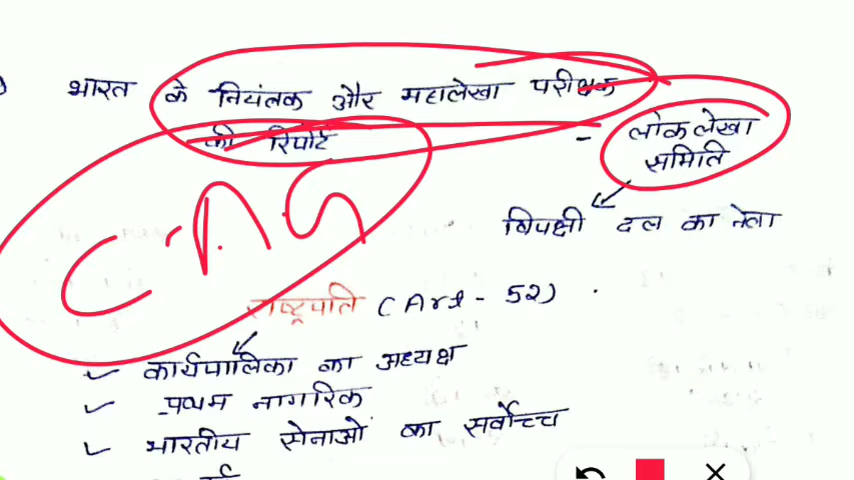 भारत के नियंत्रक और महालेखा परीक्षक
की रिपोर्ट - लोक लेखा
समिति
विपक्षी दल का नेता
CAG
राष्ट्रपति (Art - 52)
कार्यपालिका का अध्यक्ष
प्रथम नागरिक
भारतीय सेनाओं का सर्वोच्च